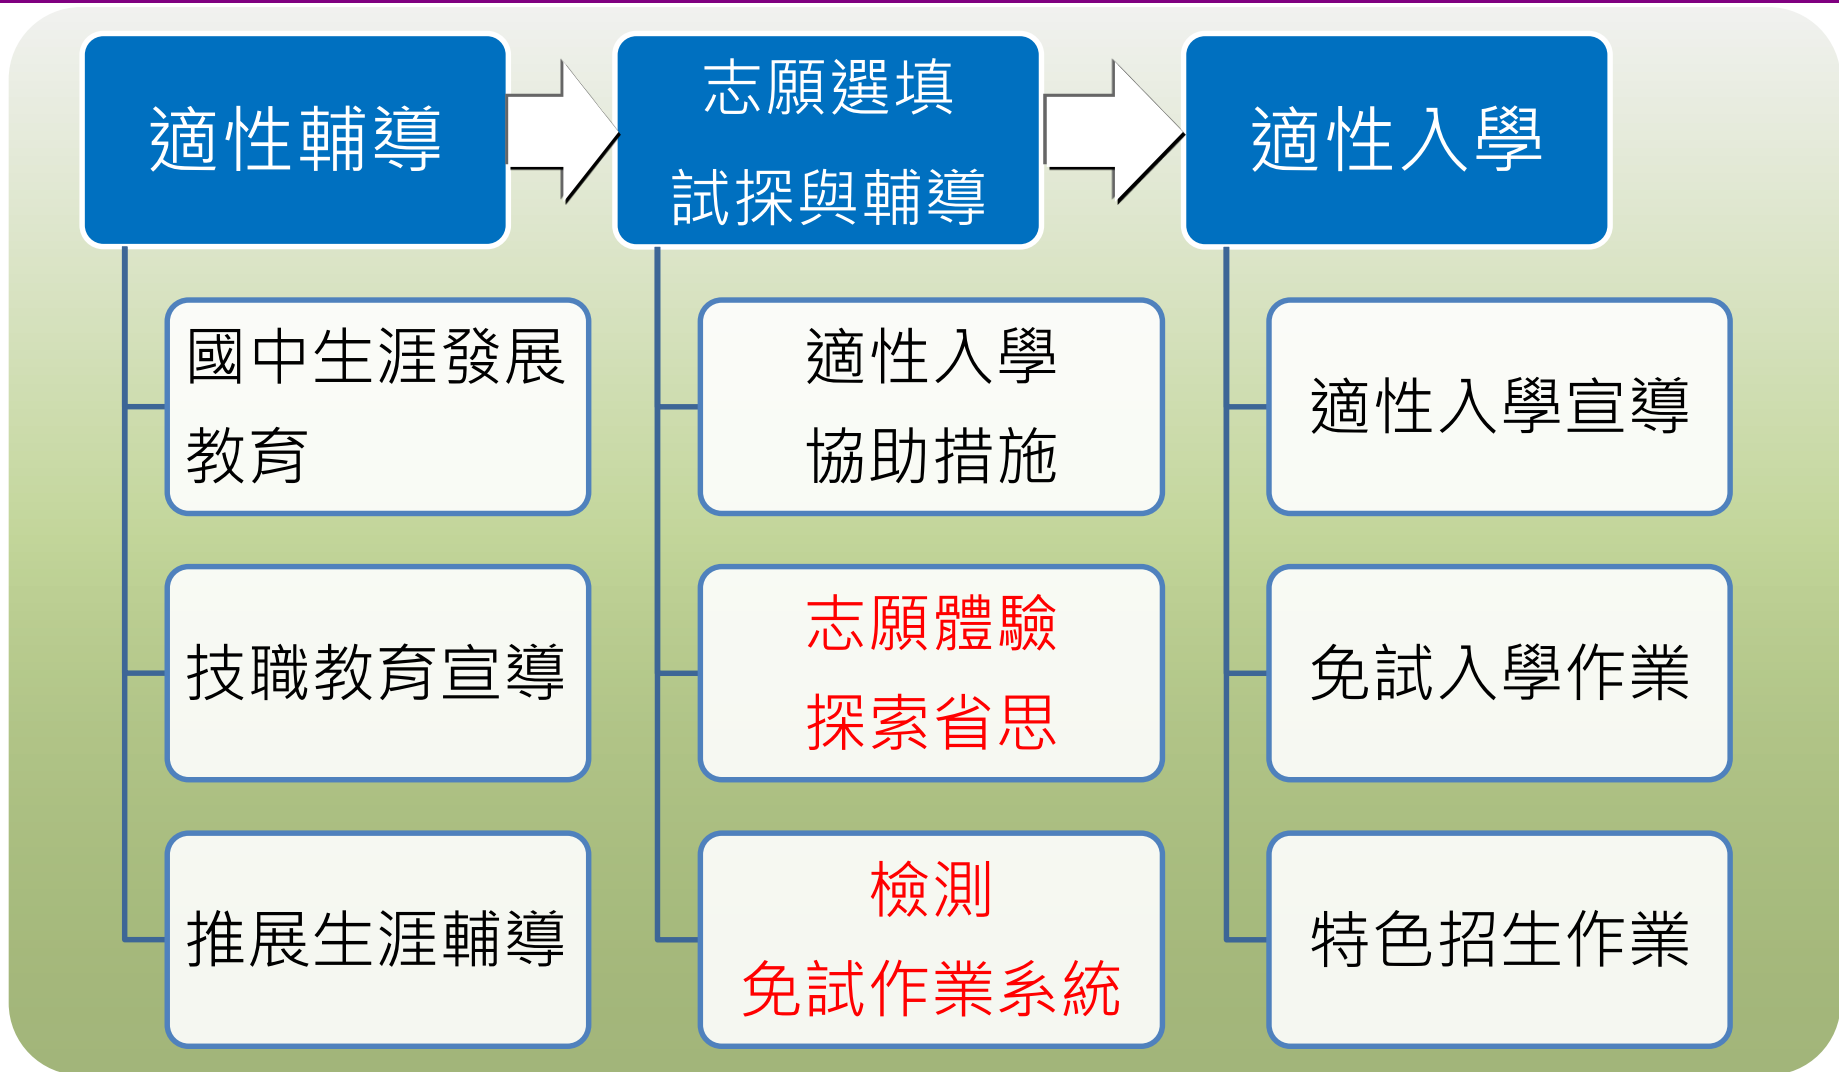 適性輔導
志願選填
試探與輔導
適性入學
國中生涯發展
教育
技職教育宣導
推展生涯輔導
適性入學
協助措施
志願體驗
探索省思
檢測
免試作業系統
適性入學宣導
免試入學作業
特色招生作業